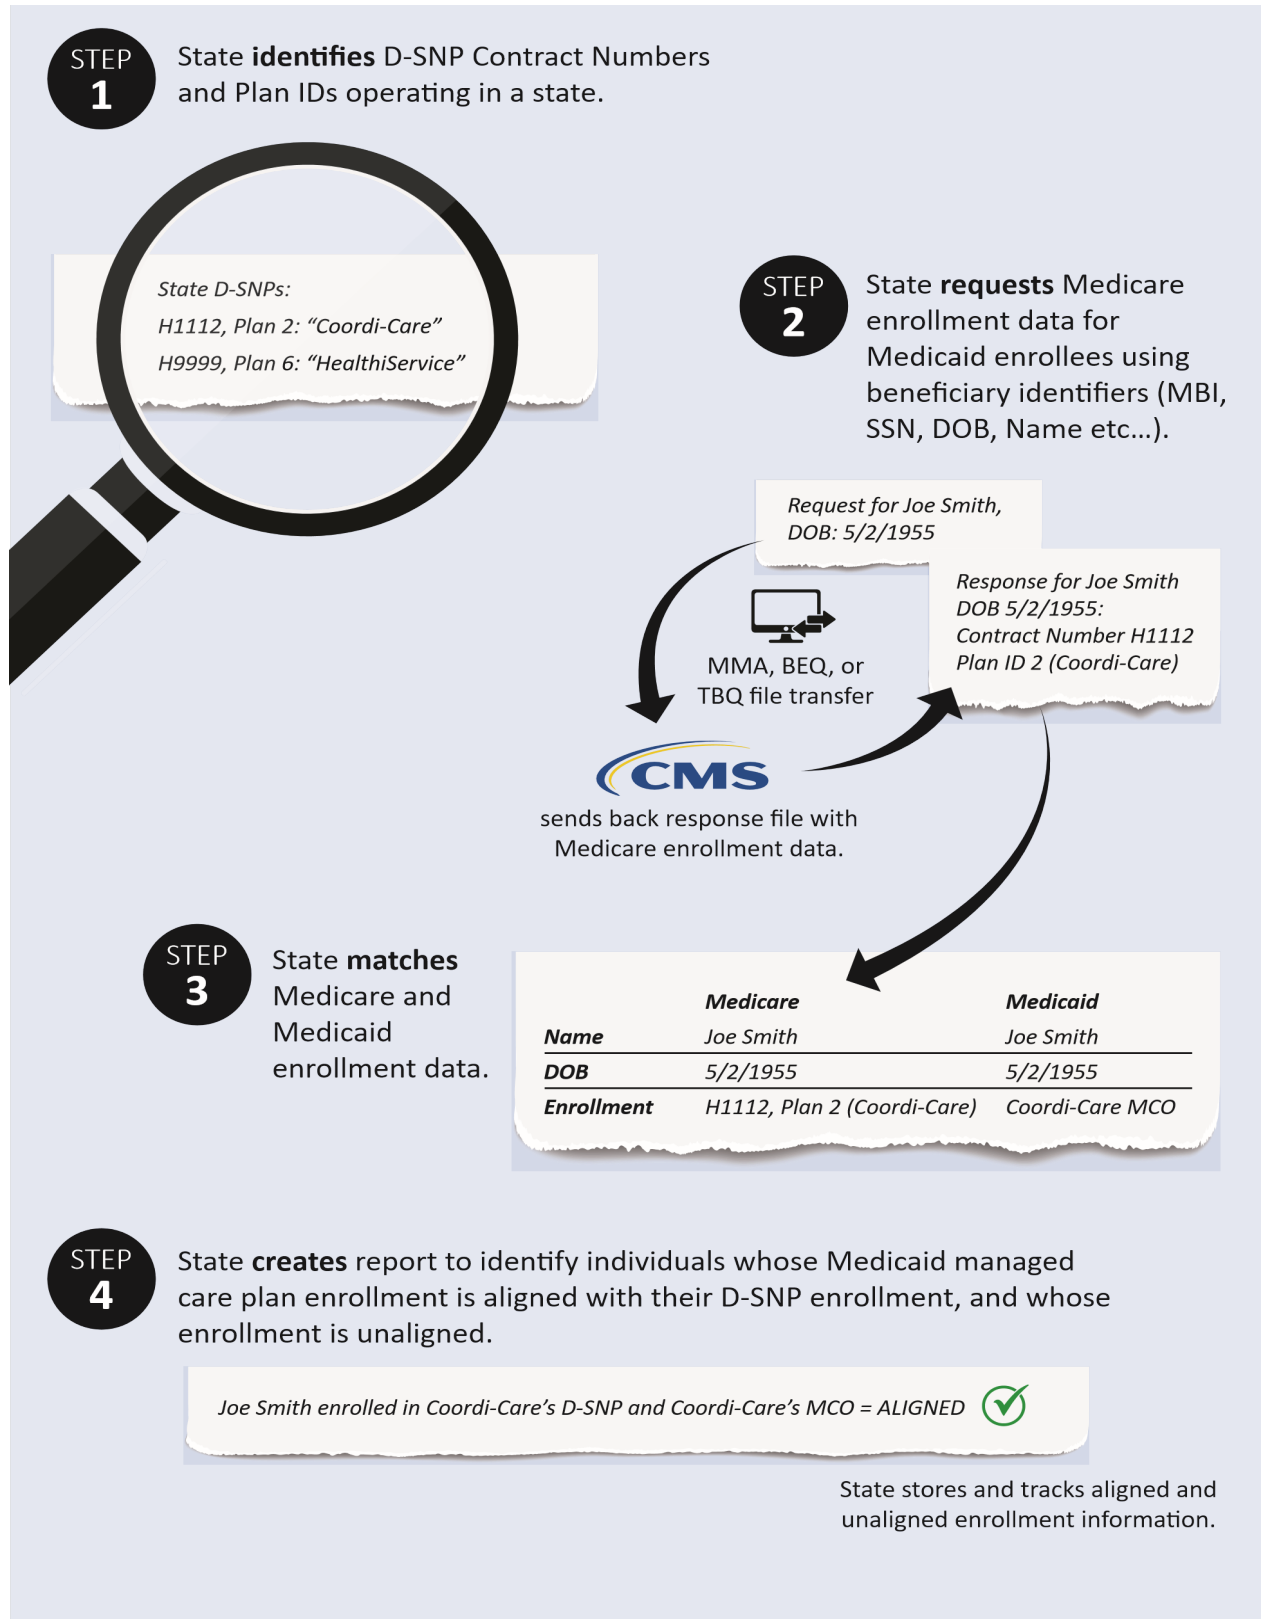 STEP
1
State identifies D-SNP Contract Numbers
and Plan IDs operating in a state.
State D-SNPs:
H1112, Plan 2: “Coordi-Care”
H9999, Plan 6: “HealthiService”
STEP
2
State requests Medicare
enrollment data for
Medicaid enrollees using
beneficiary identifiers (MBI,
SSN, DOB, Name etc…).
Request for Joe Smith,
DOB: 5/2/1955
Response for Joe Smith
DOB 5/2/1955:
Contract Number H1112
Plan ID 2 (Coordi-Care)
MMA, BEQ, or
TBQ file transfer
CMS
sends back response file with
Medicare enrollment data.
STEP
3
State matches
Medicare and
Medicaid
enrollment data.
Medicare Medicaid
Name Joe Smith Joe Smith
DOB 5/2/1955 5/2/1955
Enrollment H1112, Plan 2 (Coordi-Care) Coordi-Care MCO
STEP
4
State creates report to identify individuals whose Medicaid managed
care plan enrollment is aligned with their D-SNP enrollment, and whose
enrollment is unaligned.
Joe Smith enrolled in Coordi-Care’s D-SNP and Coordi-Care’s MCO = ALIGNED
State stores and tracks aligned and
unaligned enrollment information.